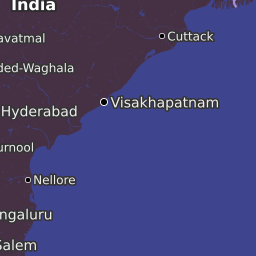 India
avatmal
Cuttack
ded-Waghala
Visakhapatnam
Hyderabad
urnool
Nellore
ngaluru
Salem